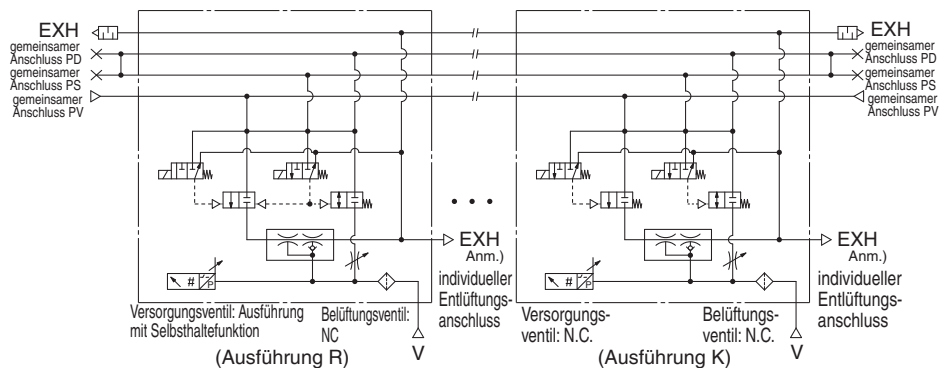 EXH
gemeinsamer
Anschluss PD
gemeinsamer
Anschluss PS
gemeinsamer
Anschluss PV
EXH
gemeinsamer
Anschluss PD
gemeinsamer
Anschluss PS
gemeinsamer
Anschluss PV
EXH
Anm.)
individueller
Entlüftungs-
anschluss
#
P
Versorgungsventil: Ausführung
mit Selbsthaltefunktion
Belüftungsventil:
NC
V
(Ausführung R)
EXH
Anm.)
individueller
Entlüftungs-
anschluss
#
P
Versorgungs-
ventil: N.C.
Belüftungs-
ventil: N.C.
V
(Ausführung K)